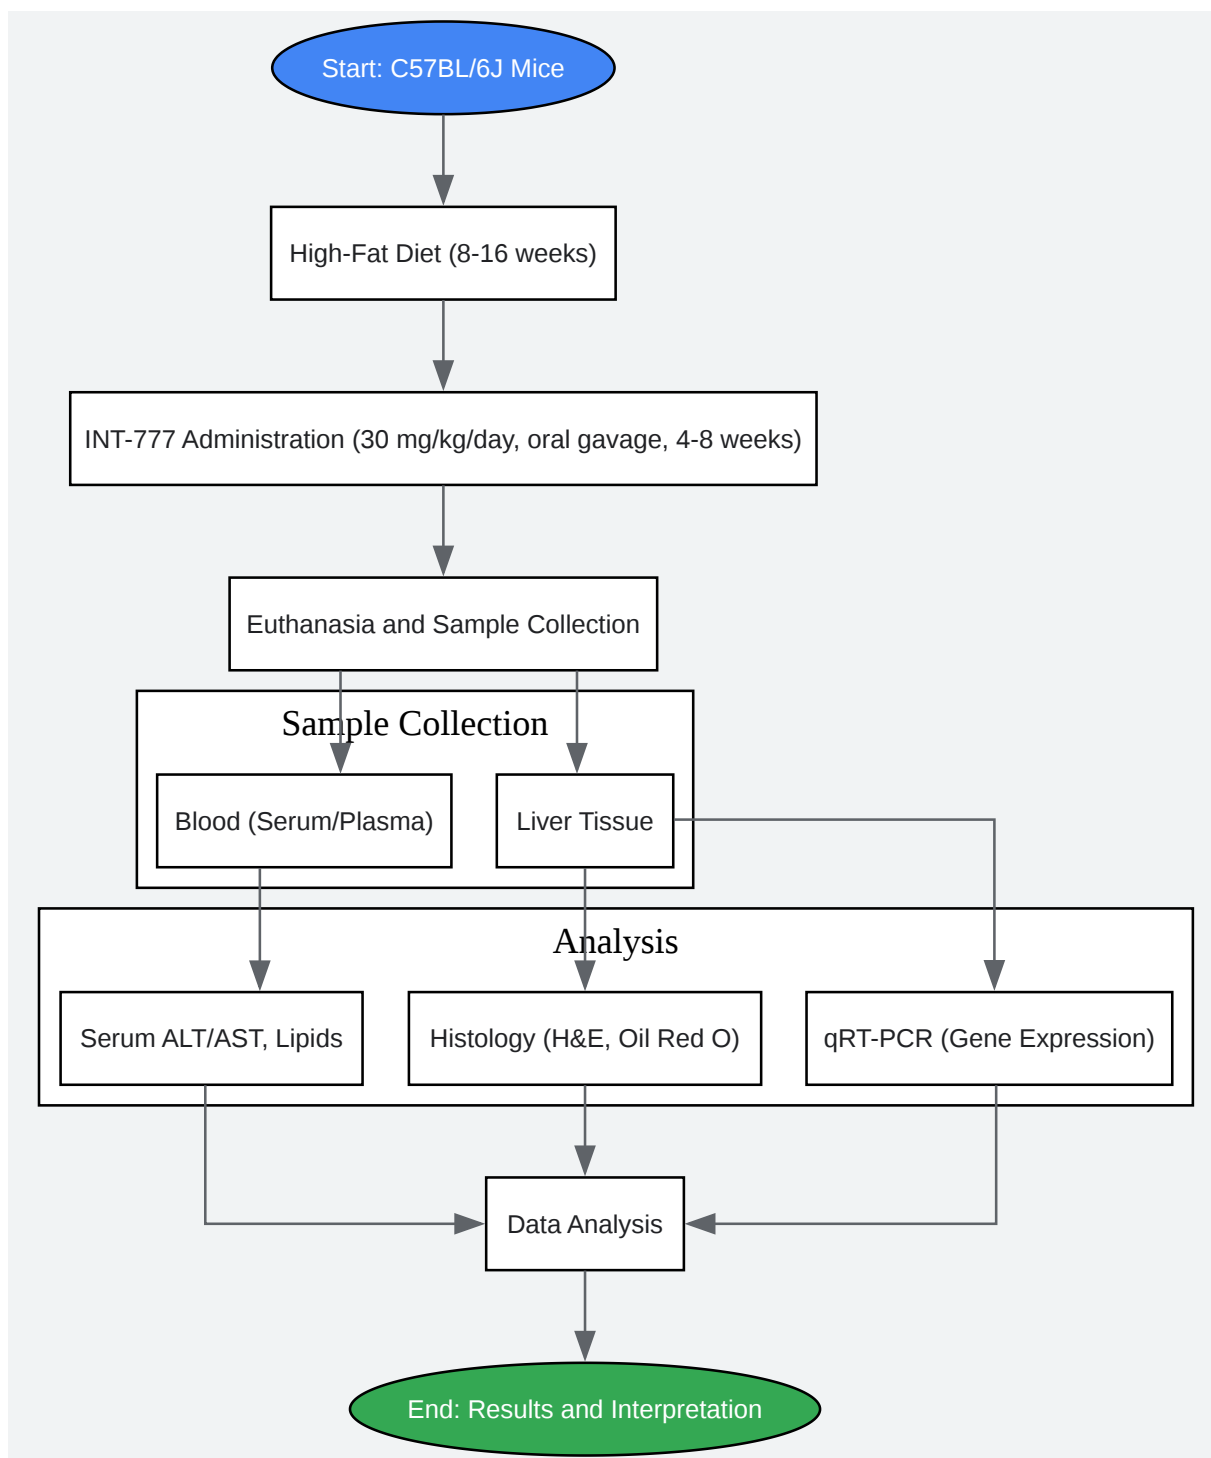 Start: C57BL/6J Mice
High-Fat Diet (8-16 weeks)
INT-777 Administration (30 mg/kg/day, oral gavage, 4-8 weeks)
Euthanasia and Sample Collection
Sample Collection
Blood (Serum/Plasma)
Liver Tissue
Analysis
Serum ALT/AST, Lipids
Histology (H&E, Oil Red O)
qRT-PCR (Gene Expression)
Data Analysis
End: Results and Interpretation